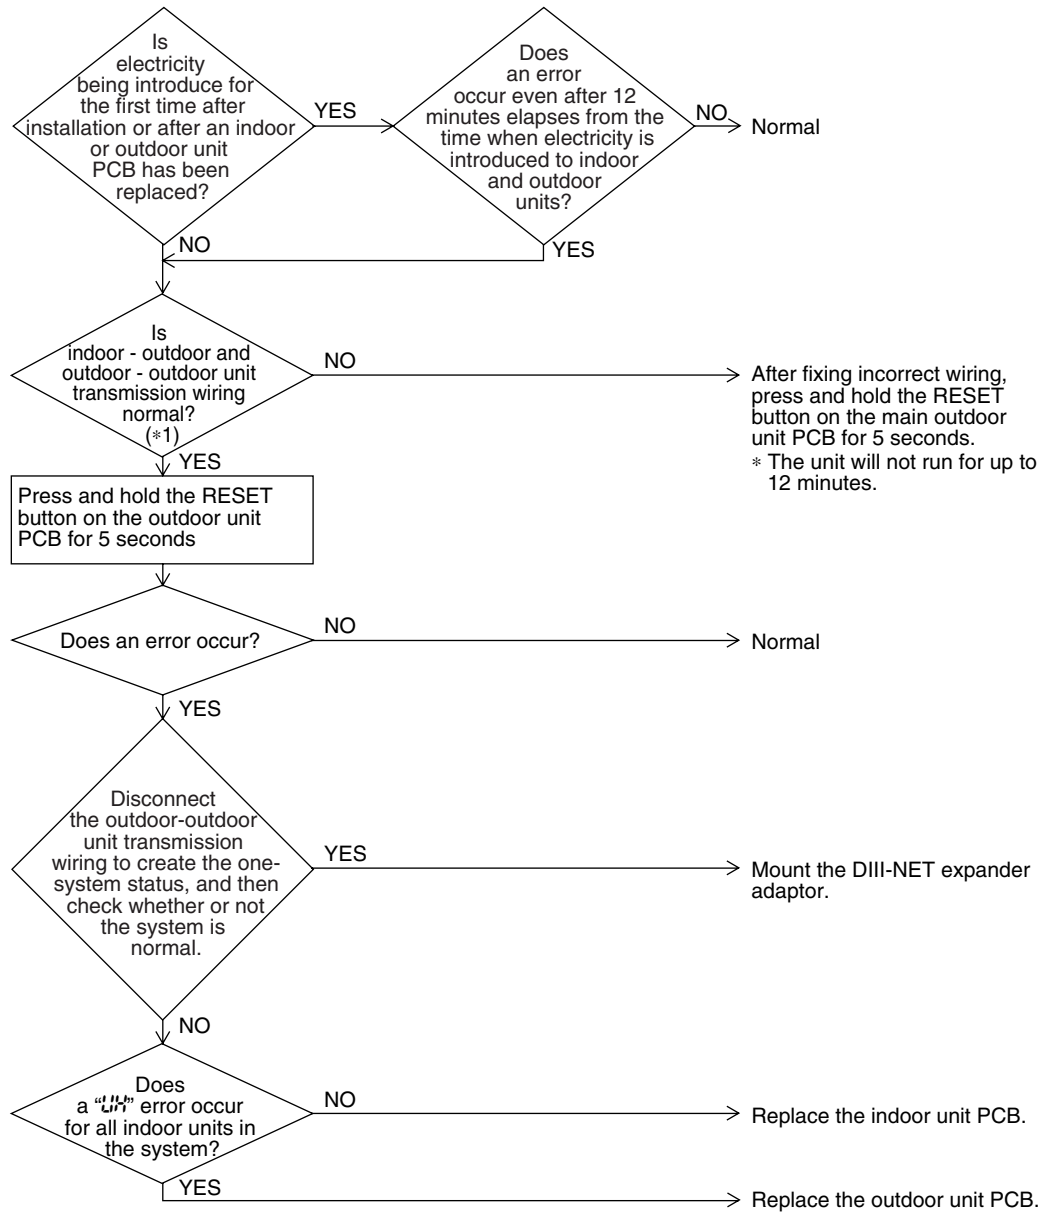 Is
electricity
being introduce for
the first time after
installation or after an indoor
or outdoor unit
PCB has been
replaced?
YES
Does
an error
occur even after 12
minutes elapses from the
time when electricity is
introduced to indoor
and outdoor
units?
NO
Normal
NO
YES
Is
indoor - outdoor and
outdoor - outdoor unit
transmission wiring
normal?
(*1)
NO
After fixing incorrect wiring,
press and hold the RESET
button on the main outdoor
unit PCB for 5 seconds.
* The unit will not run for up to
12 minutes.
YES
Press and hold the RESET
button on the outdoor unit
PCB for 5 seconds
Does an error occur?
NO
Normal
YES
Disconnect
the outdoor-outdoor
unit transmission
wiring to create the one-
system status, and then
check whether or not
the system is
normal.
YES
Mount the DIII-NET expander
adaptor.
NO
Does
a “UH” error occur
for all indoor units in
the system?
NO
Replace the indoor unit PCB.
YES
Replace the outdoor unit PCB.